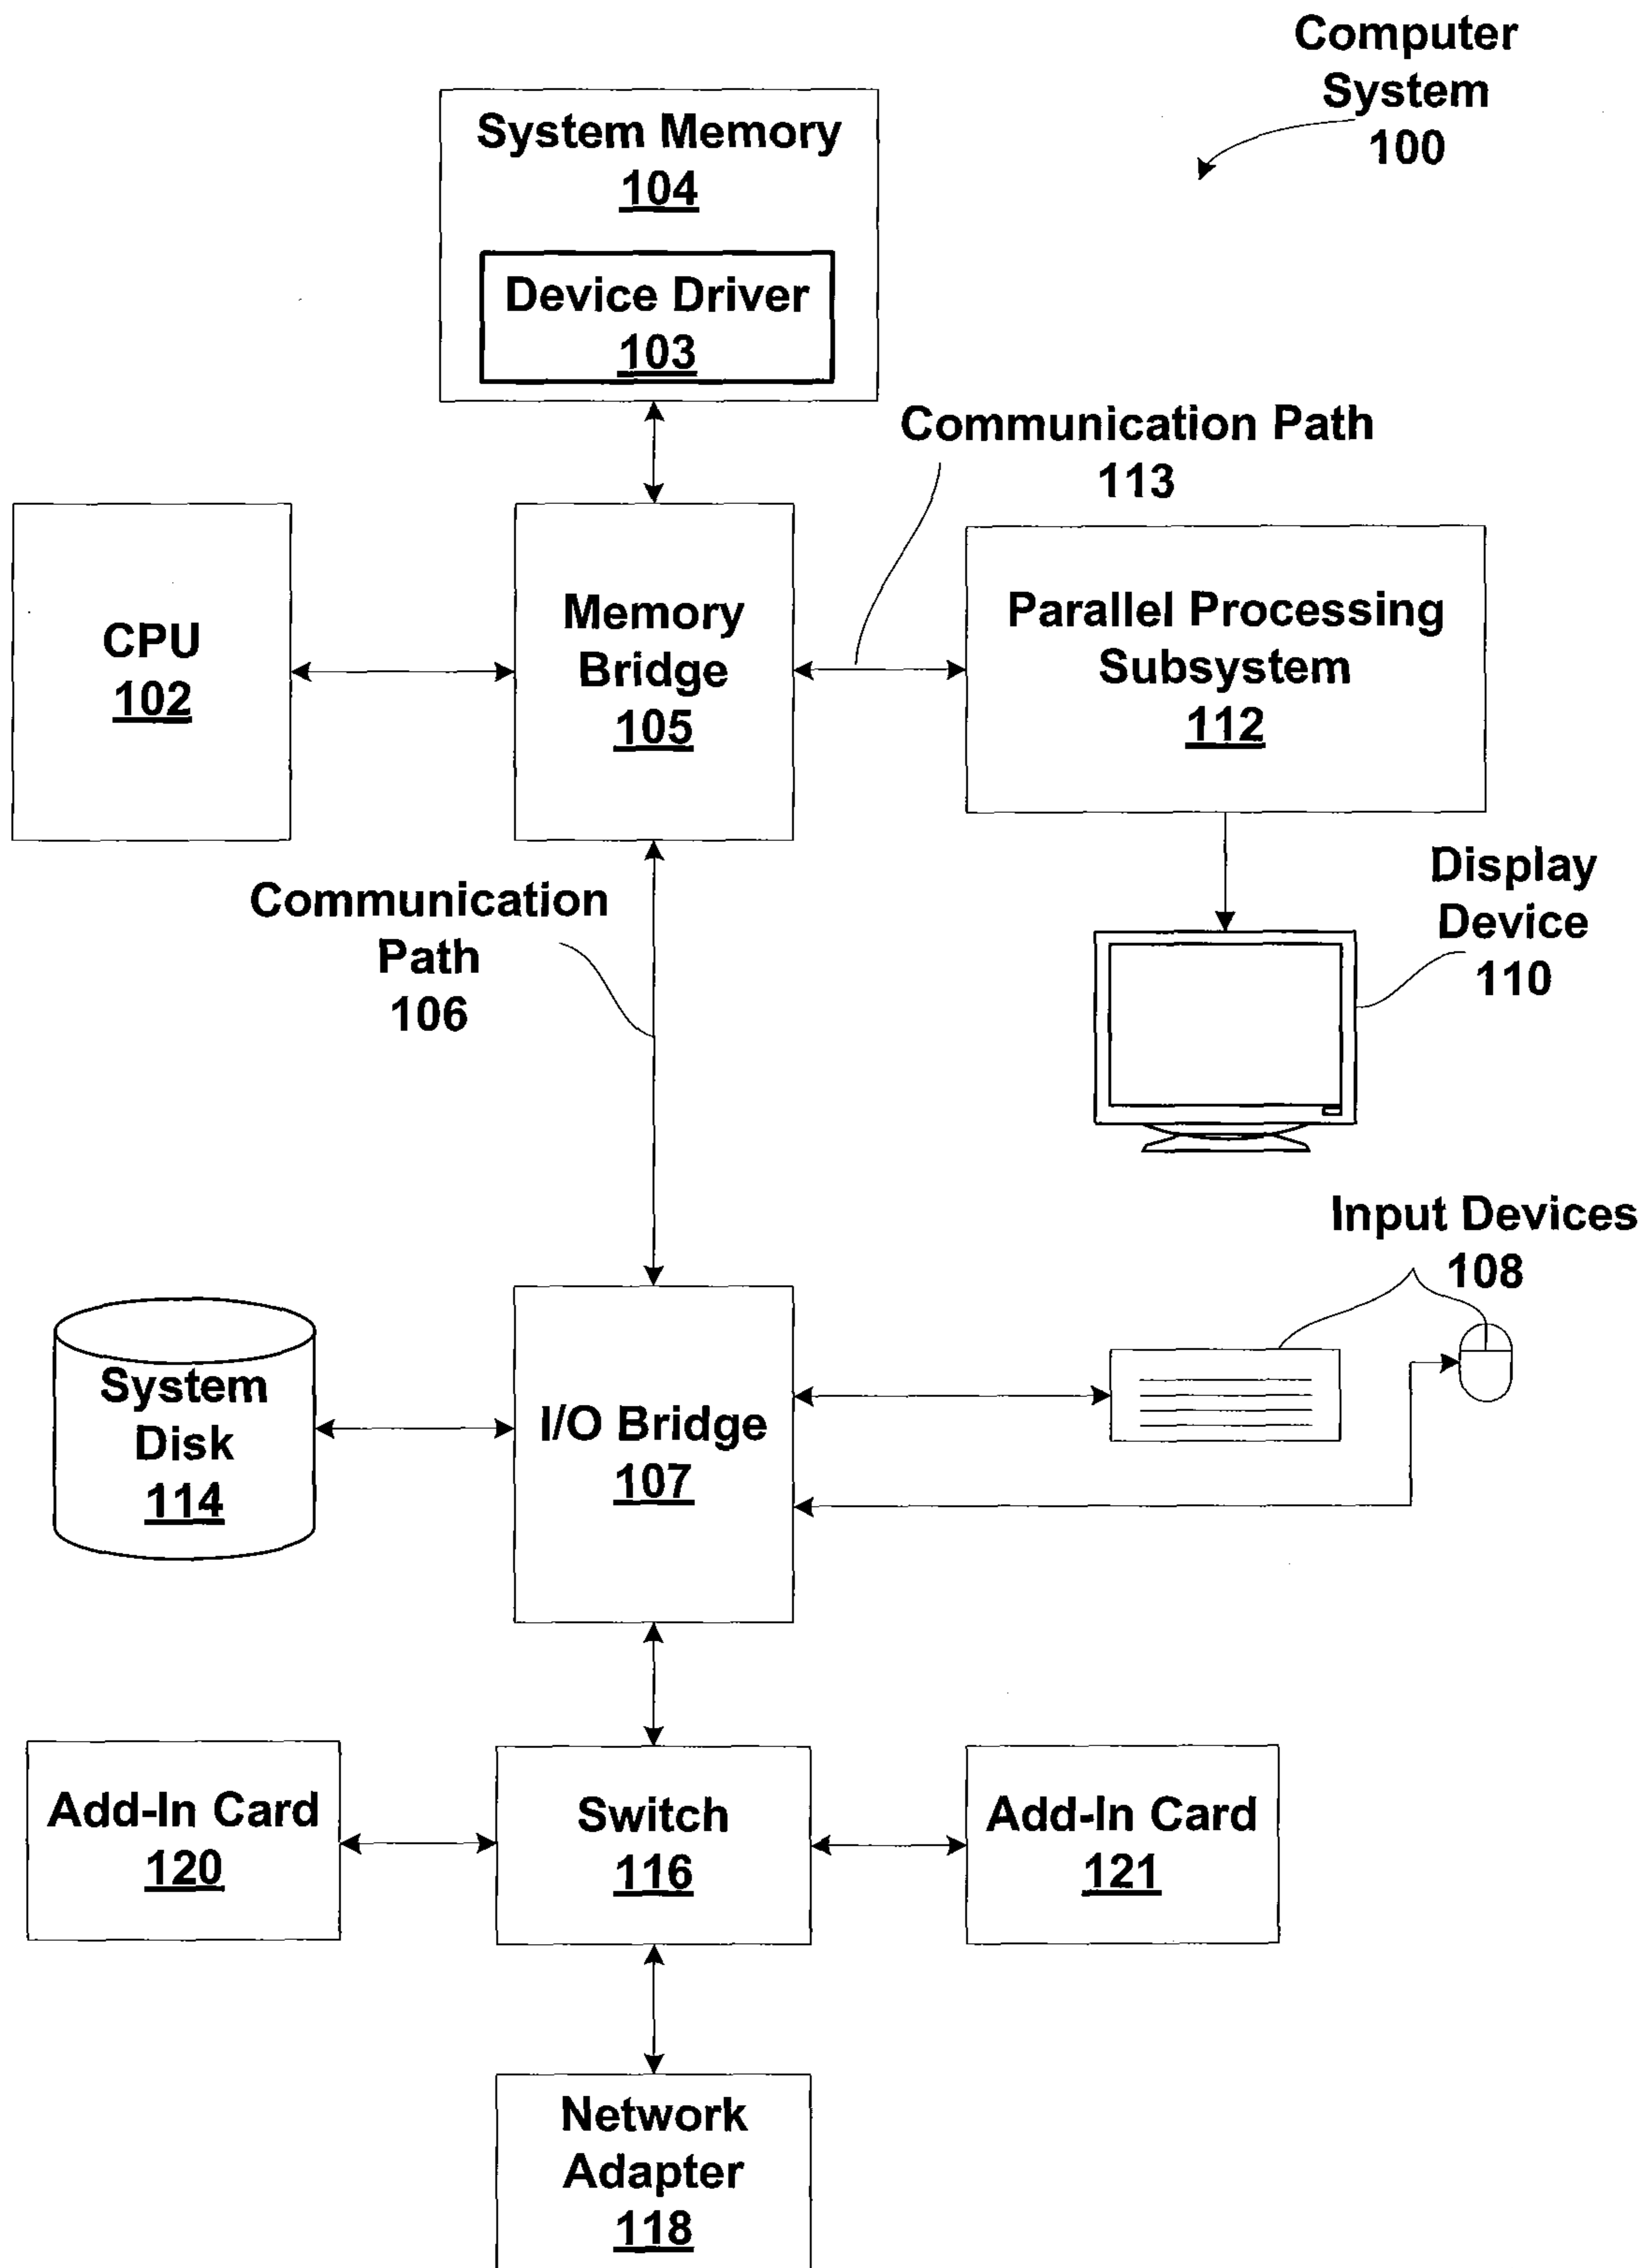 Computer
System
100
System Memory
104
Device Driver
103
Communication Path
113
CPU
102
Memory
Bridge
105
Parallel Processing
Subsystem
112
Communication
Path
106
Display
Device
110
Input Devices
108
System
Disk
114
I/O Bridge
107
Add-In Card
120
Switch
116
Add-In Card
121
Network
Adapter
118